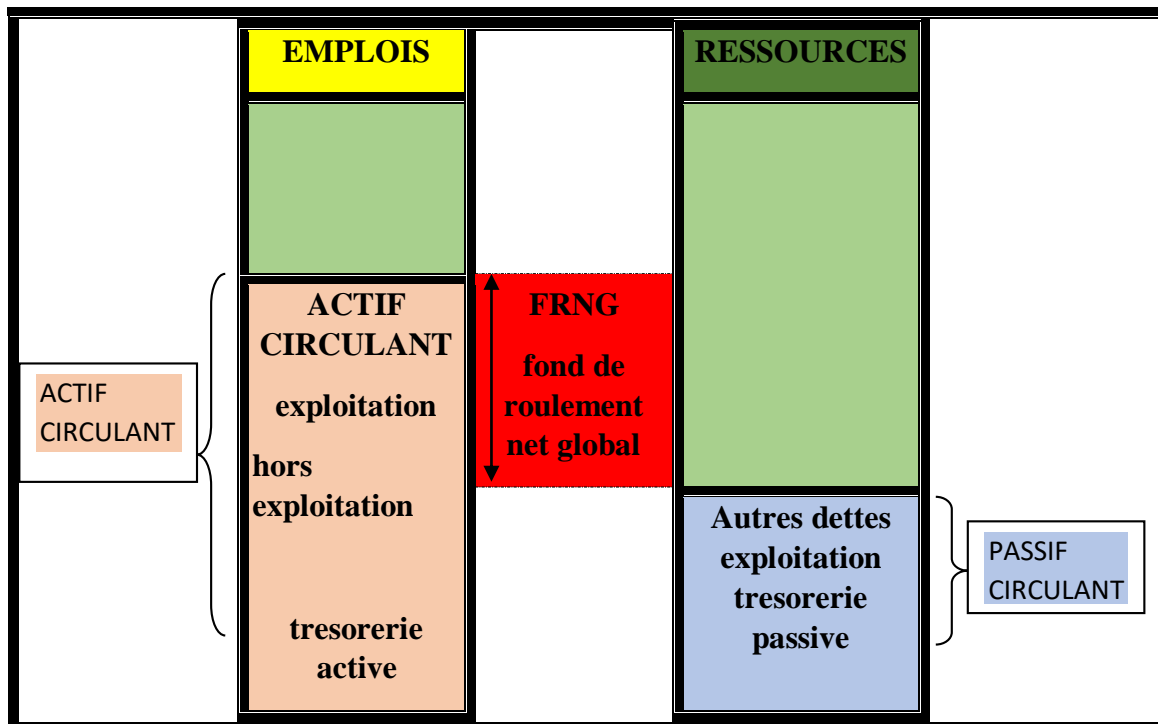 EMPLOIS
RESSOURCES
ACTIF
CIRCULANT
exploitation
hors
exploitation
tresorerie
active
FRNG
fond de
roulement
net global
Autres dettes
exploitation
tresorerie
passive
ACTIF
CIRCULANT
PASSIF
CIRCULANT